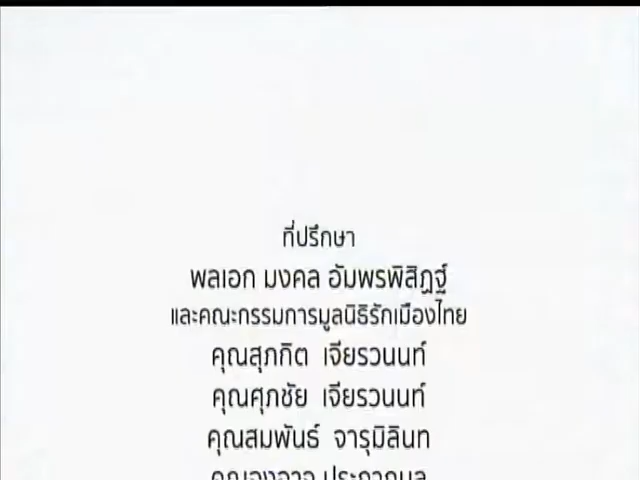 ที่ปรึกษา
พลเอก มงคล อัมพรพิสิฏฐ์
และคณะกรรมการมูลนิธิรักเมืองไทย
คุณสุภกิต เจียรวนนท์
คุณศุภชัย เจียรวนนท์
คุณสมพันธ์ จารุมิลินท